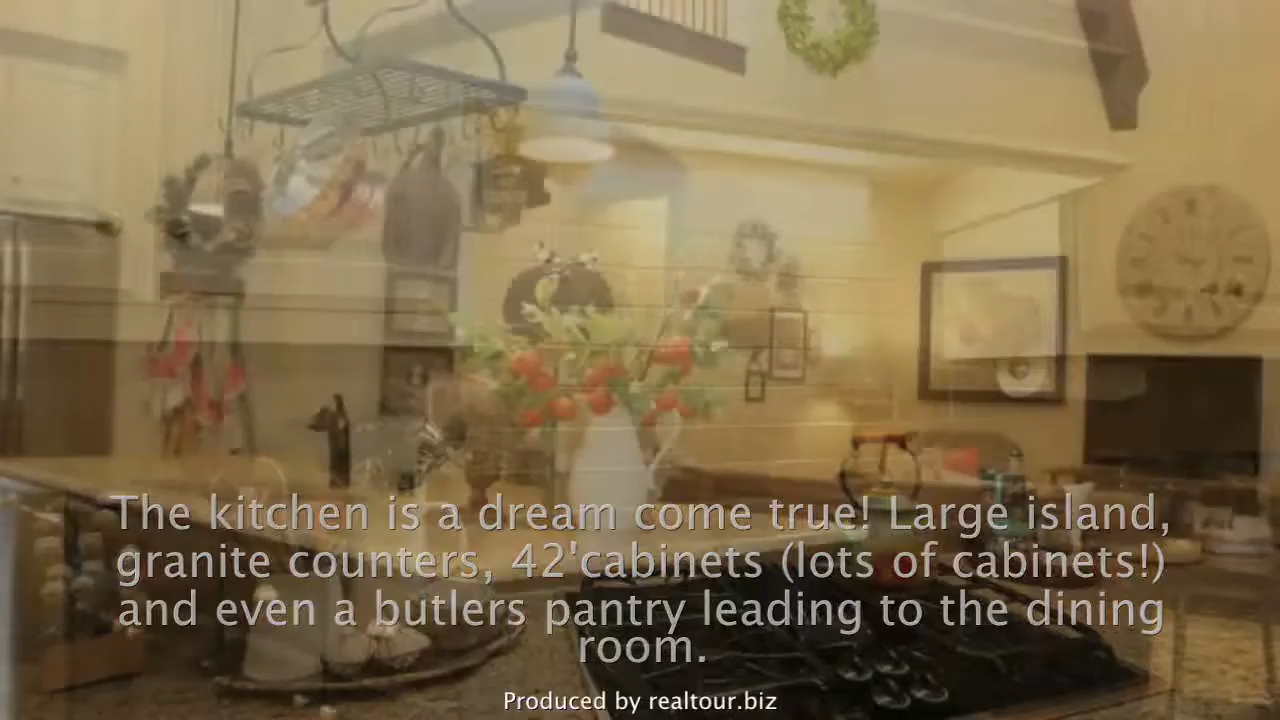 The kitchen is a dream come true! Large island,
granite counters, 42'cabinets (lots of cabinets!)
and even a butlers pantry leading to the dining
room.
Produced by realtour.biz